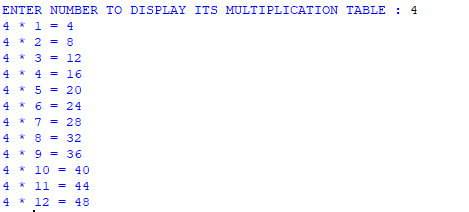 ENTER NUMBER TO DISPLAY ITS MULTIPLICATION TABLE : 4
4 * 1 = 4
4 * 2 = 8
4 * 3 = 12
4 * 4 = 16
4 * 5 = 20
4 * 6 = 24
4 * 7 = 28
4 * 8 = 32
4 * 9 = 36
4 * 10 = 40
4 * 11 = 44
4 * 12 = 48